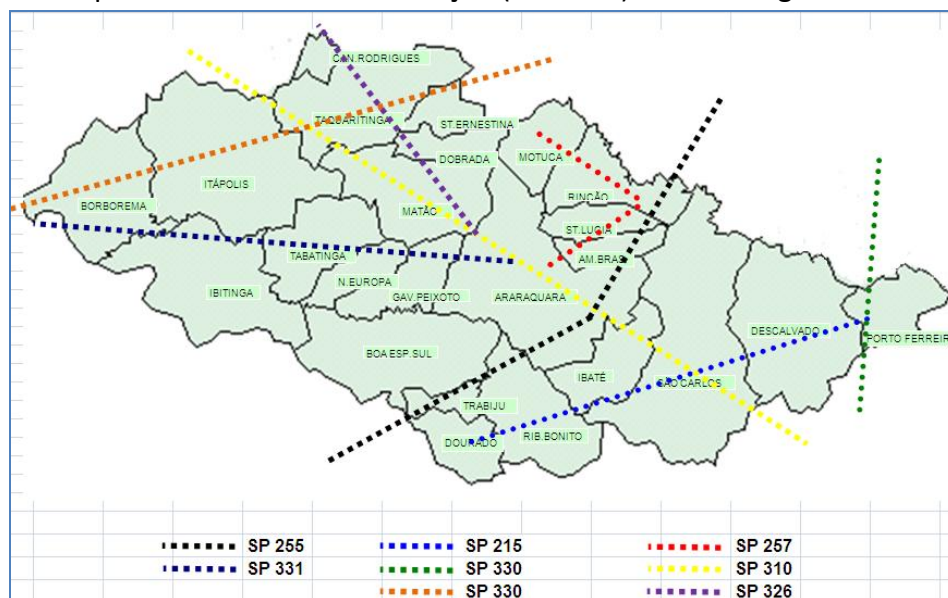 CAN.RODRIGUES
TAQUARITINGA
ST.ERNESTINA
DOBRADA
MOTUCA
ITÁPOLIS
RINCÃO
BORBOREMA
MATÃO
ST.LUCIA
TABATINGA
AM.BRAS
N.EUROPA
IBITINGA
GAV.PEIXOTO
ARARAQUARA
DESCALVADO
PORTO FERREIR
BOA ESP.SUL
IBATÉ
SÃO CARLOS
TRABIJU
DOURADO
RIB.BONITO
SP 255 SP 215 SP 257
SP 331 SP 330 SP 310
SP 330 SP 326